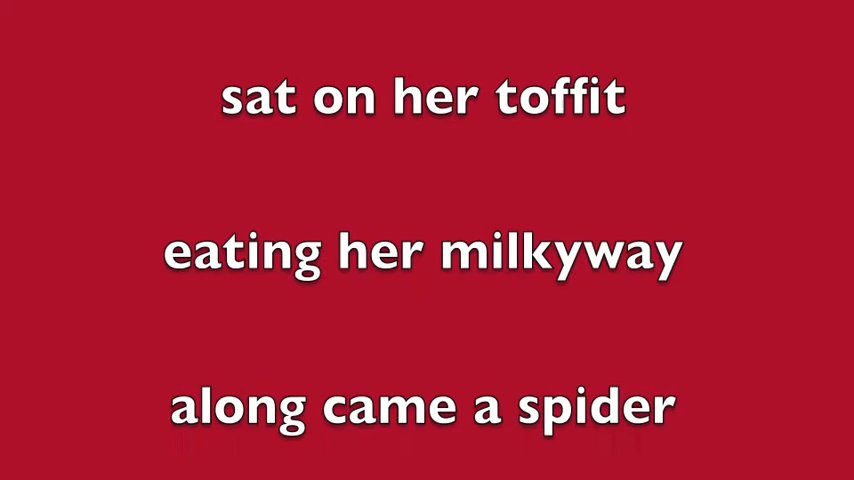 sat on her toffit
eating her milkyway
along came a spider